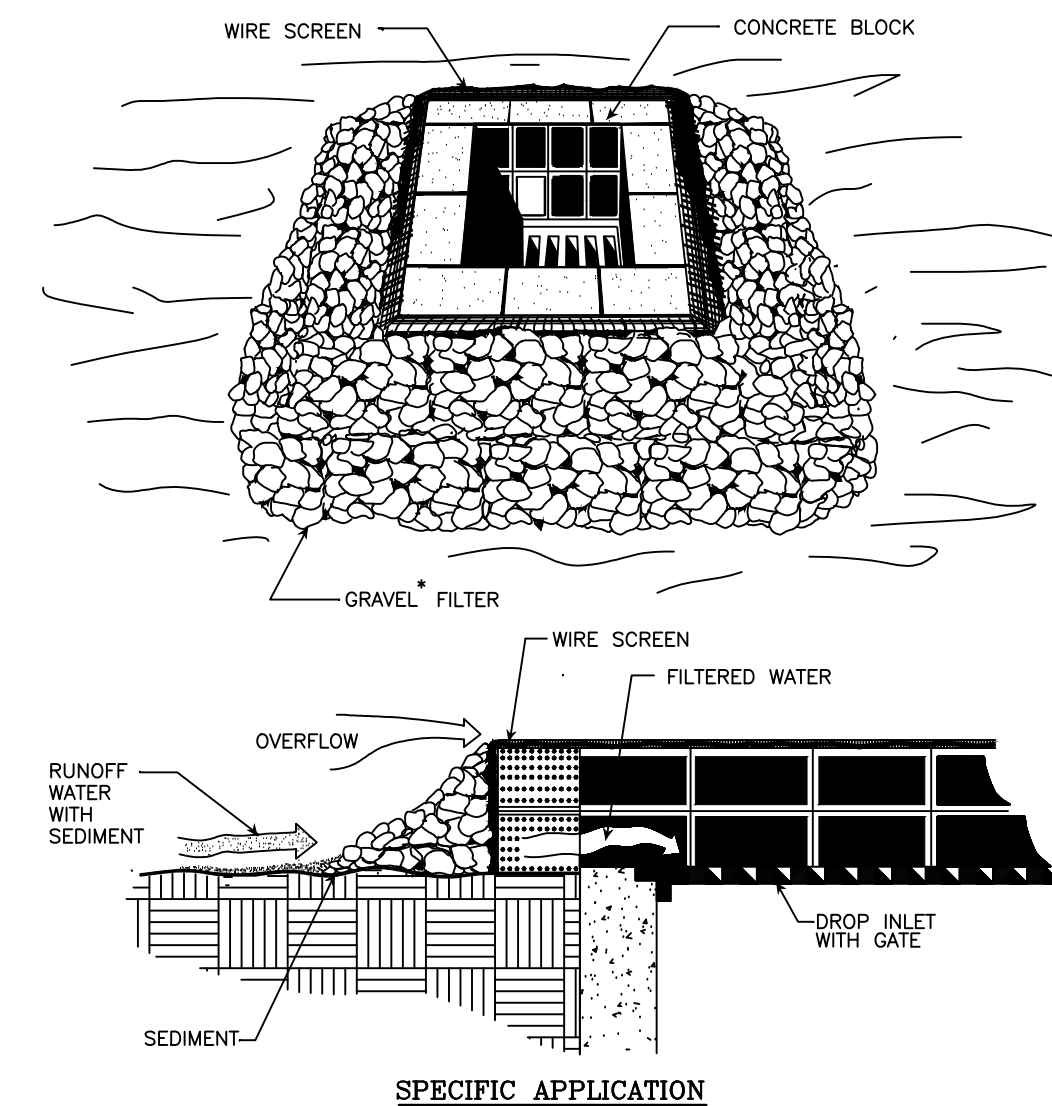 WIRE SCREEN
CONCRETE BLOCK
GRAVEL* FILTER
WIRE SCREEN
FILTERED WATER
OVERFLOW
RUNOFF
WATER
WITH
SEDIMENT
DROP INLET
WITH GATE
SEDIMENT
SPECIFIC APPLICATION